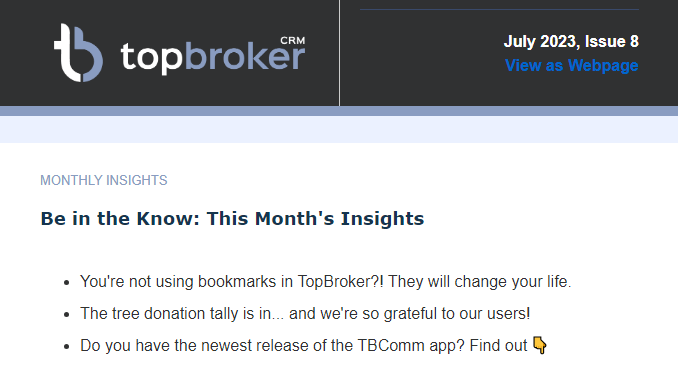 CRM
topbroker
July 2023, Issue 8
View as Webpage
MONTHLY INSIGHTS
Be in the Know: This Month's Insights
• You're not using bookmarks in TopBroker?! They will change your life.
• The tree donation tally is in... and we're so grateful to our users!
• Do you have the newest release of the TBComm app? Find out 👇